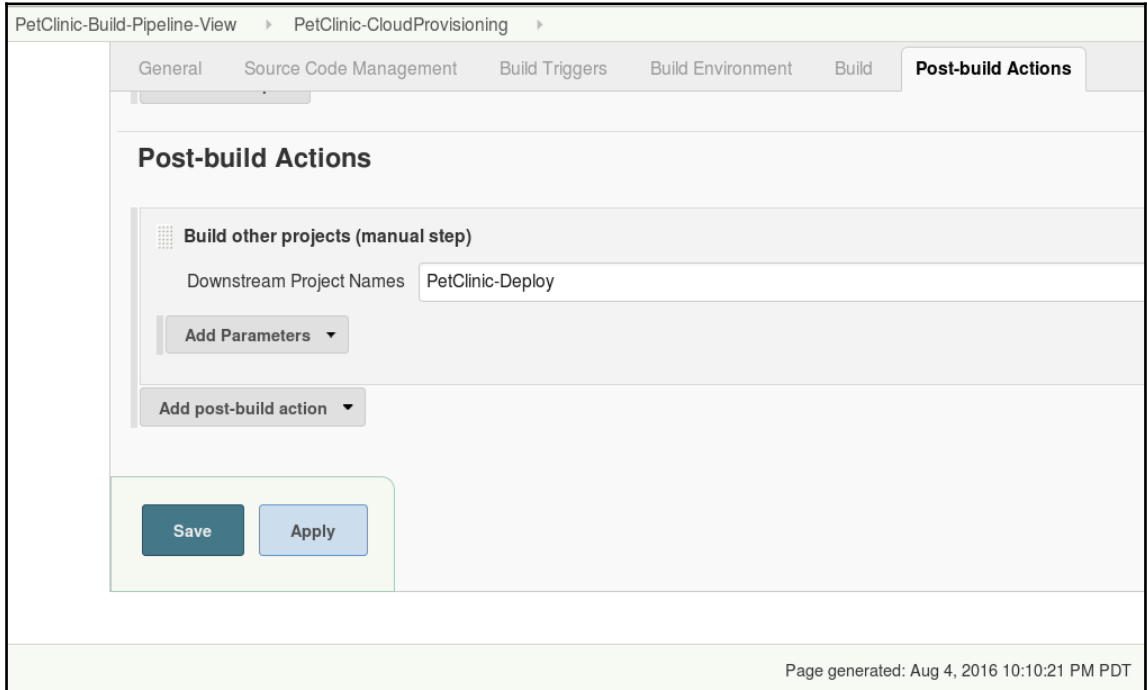 PetClinic-Build-Pipeline-View PetClinic-CloudProvisioning
General Source Code Management Build Triggers Build Environment Build Post-build Actions
Post-build Actions
Build other projects (manual step)
Downstream Project Names PetClinic-Deploy
Add Parameters
Add post-build action
Save Apply
Page generated: Aug 4, 2016 10:10:21 PM PDT